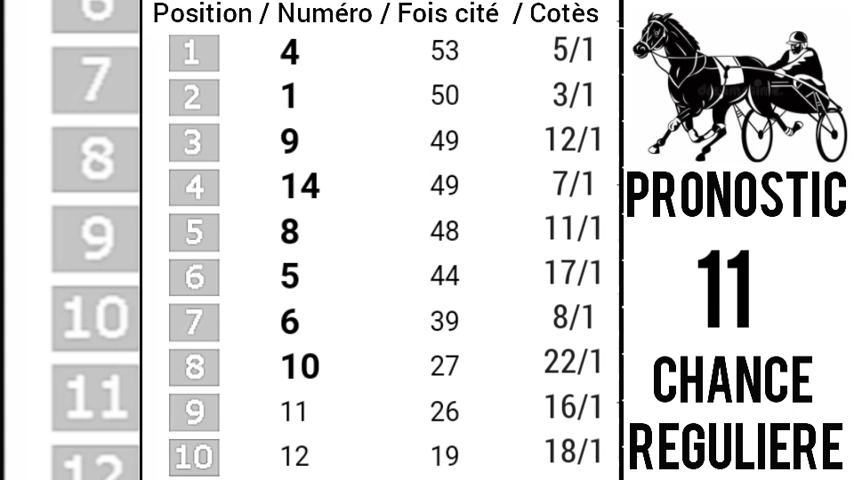 6
7
8
9
10
11
12
Position / Numéro / Fois cité / Cotès
1 4 53 5/1
2 1 50 3/1
3 9 49 12/1
4 14 49 7/1
5 8 48 11/1
6 5 44 17/1
7 6 39 8/1
8 10 27 22/1
9 11 26 16/1
10 12 19 18/1
PRONOSTIC
11
CHANCE
REGULIERE